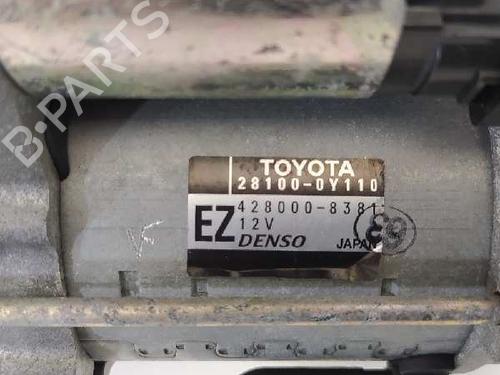 B-PARTS
TOYOTA
28100-0Y110
EZ 428000-8381
12V
DENSO JAPAN